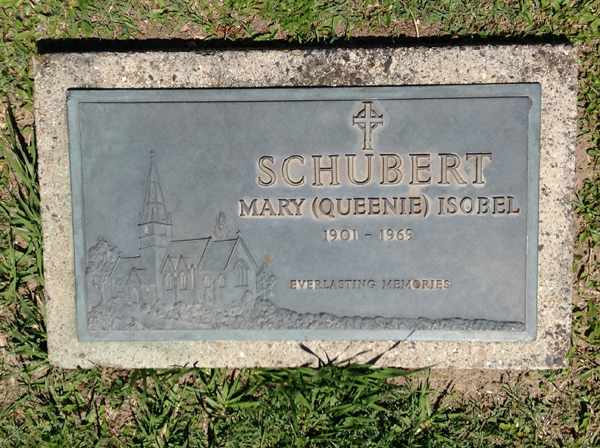 SCHUBERT
MARY (QUEENIE) ISOBEL
1901 - 1969
EVERLASTING MEMORIES